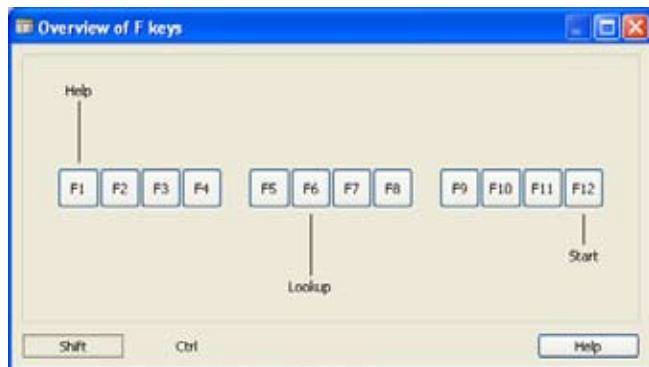 Overview of F keys
Help
F1 F2 F3 F4 F5 F6 F7 F8 F9 F10 F11 F12
Start
Lookup
Shift Ctrl Help